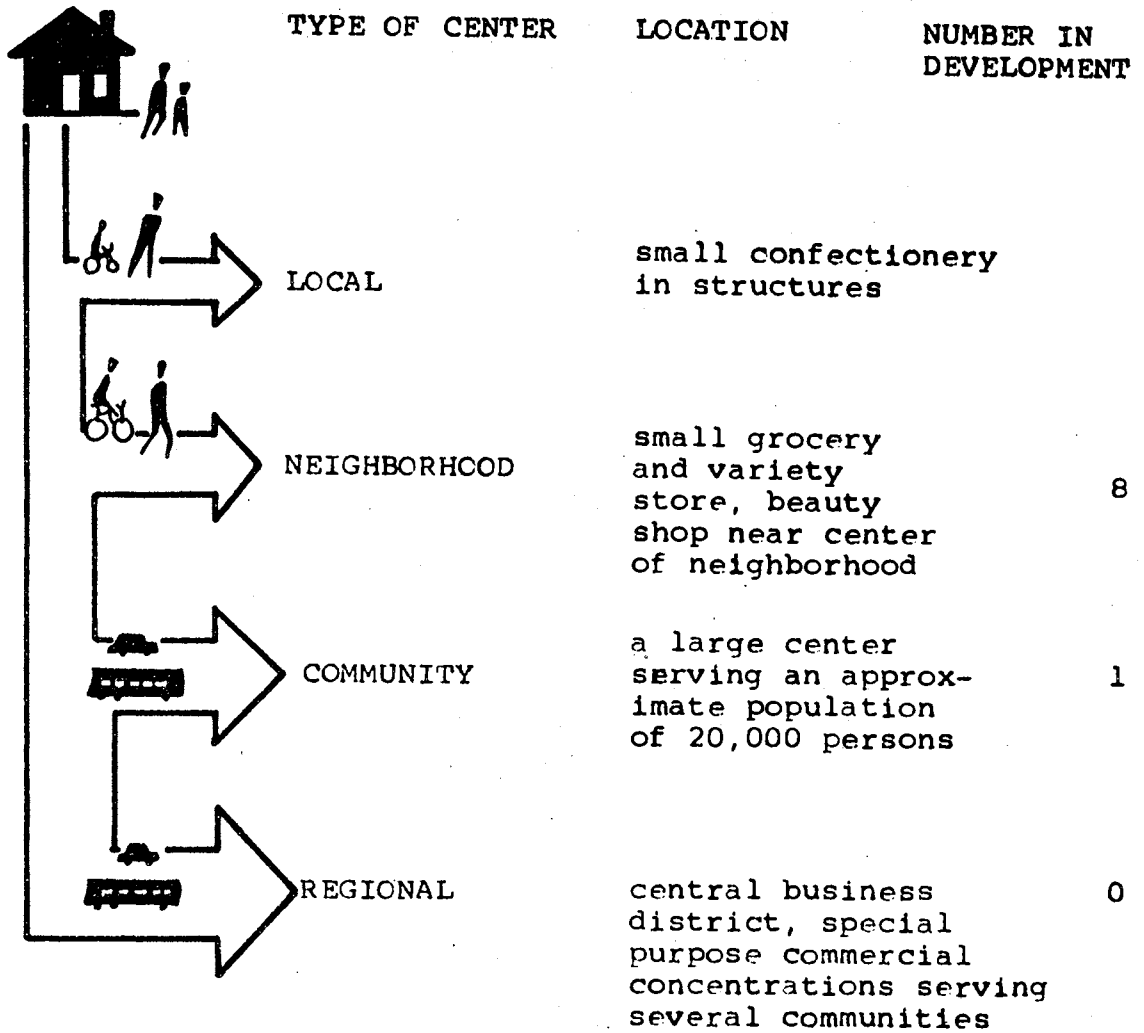 TYPE OF CENTER
LOCATION
NUMBER IN
DEVELOPMENT
LOCAL
small confectionery
in structures
NEIGHBORHOOD
small grocery
and variety
store, beauty
shop near center
of neighborhood
8
COMMUNITY
a large center
serving an approx-
imate population
of 20,000 persons
1
REGIONAL
central business
district, special
purpose commercial
concentrations serving
several communities
0